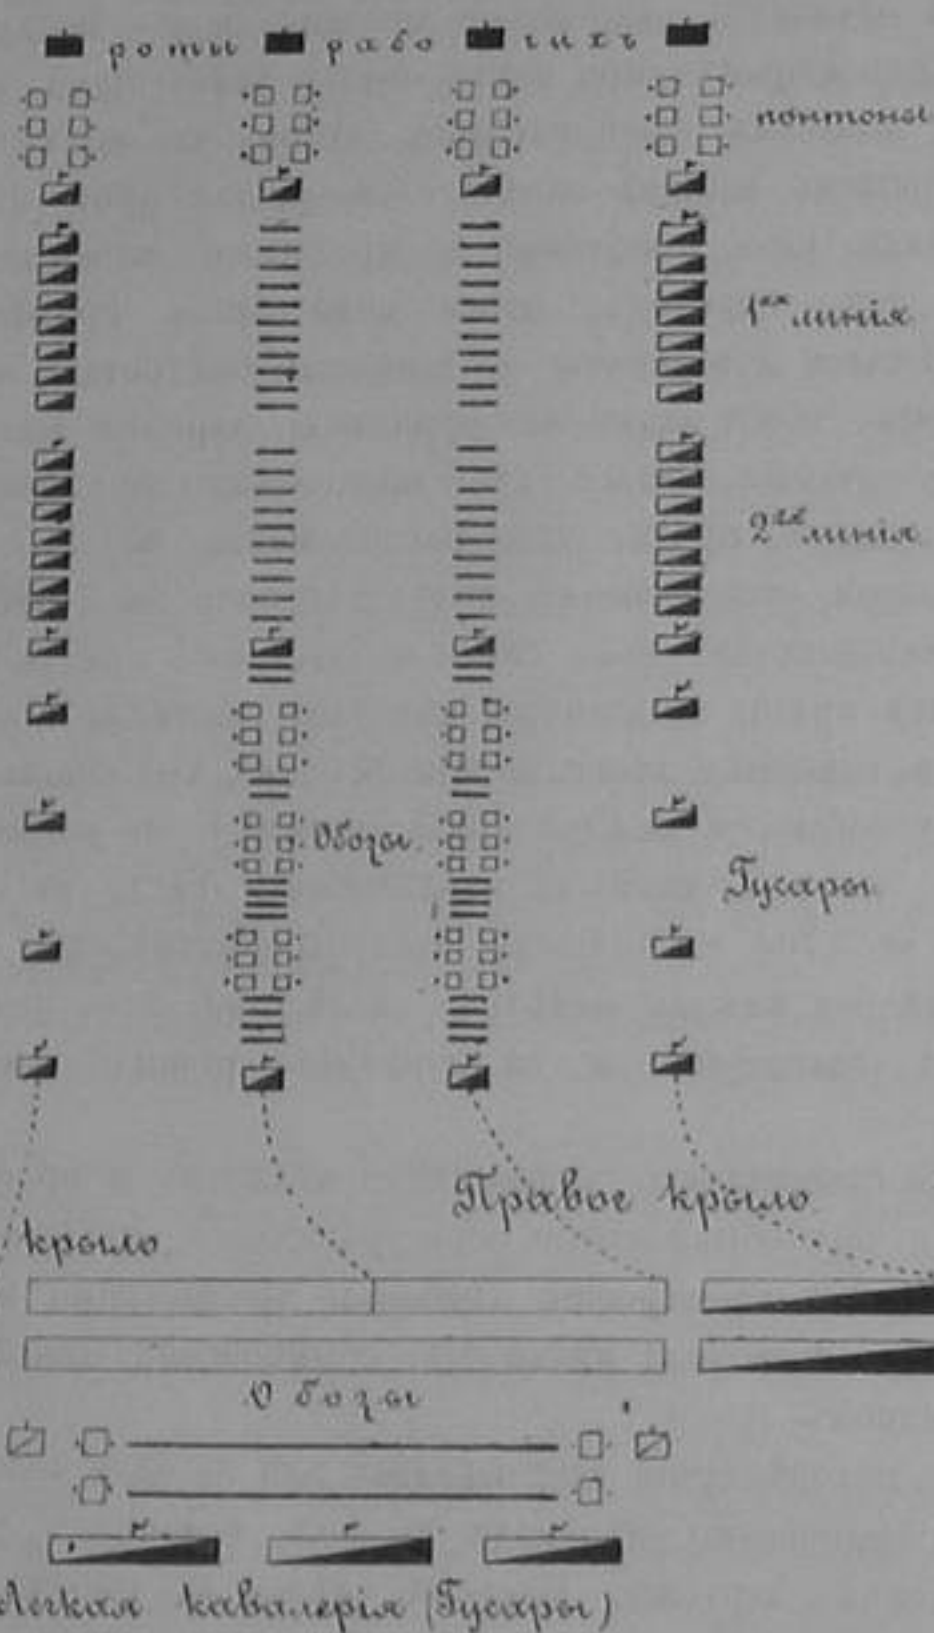 роты рабочихъ
понтоны
1ая линія
2ая линія
Обозы
Гусары
Правое крыло
крыло
Обозы
Легкая кавалерія (Гусары)